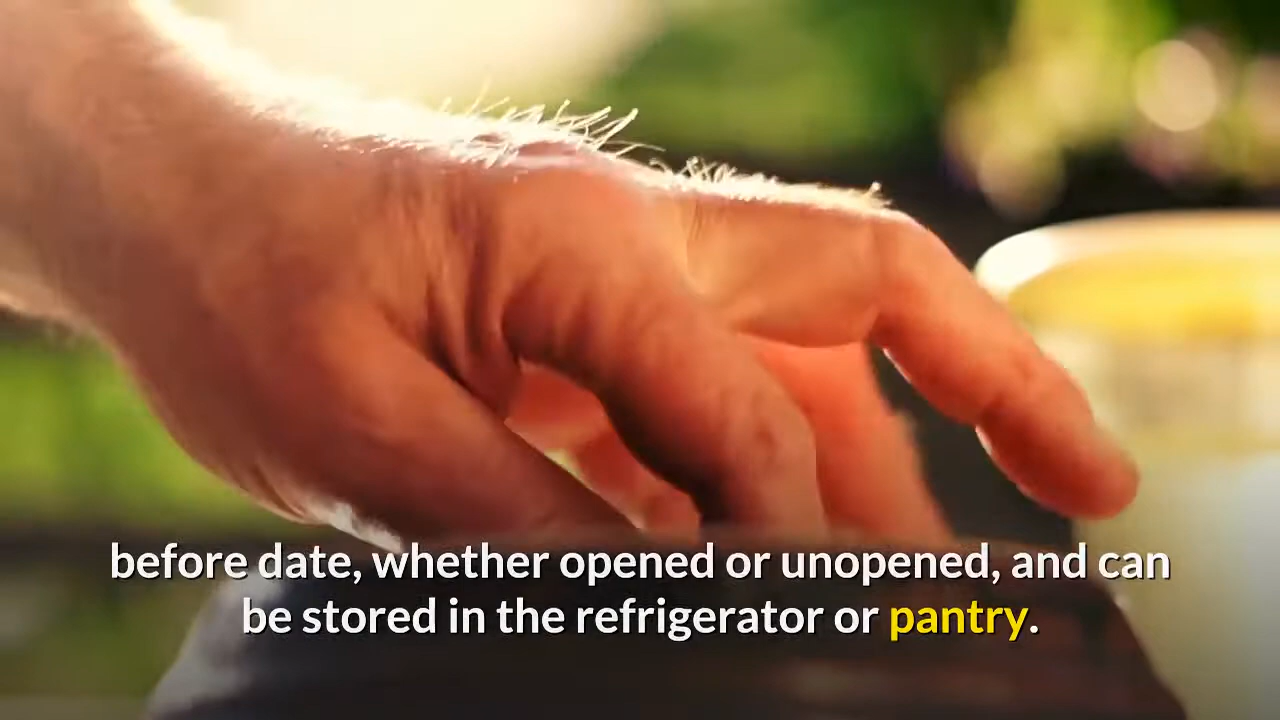 before date, whether opened or unopened, and can
be stored in the refrigerator or pantry.